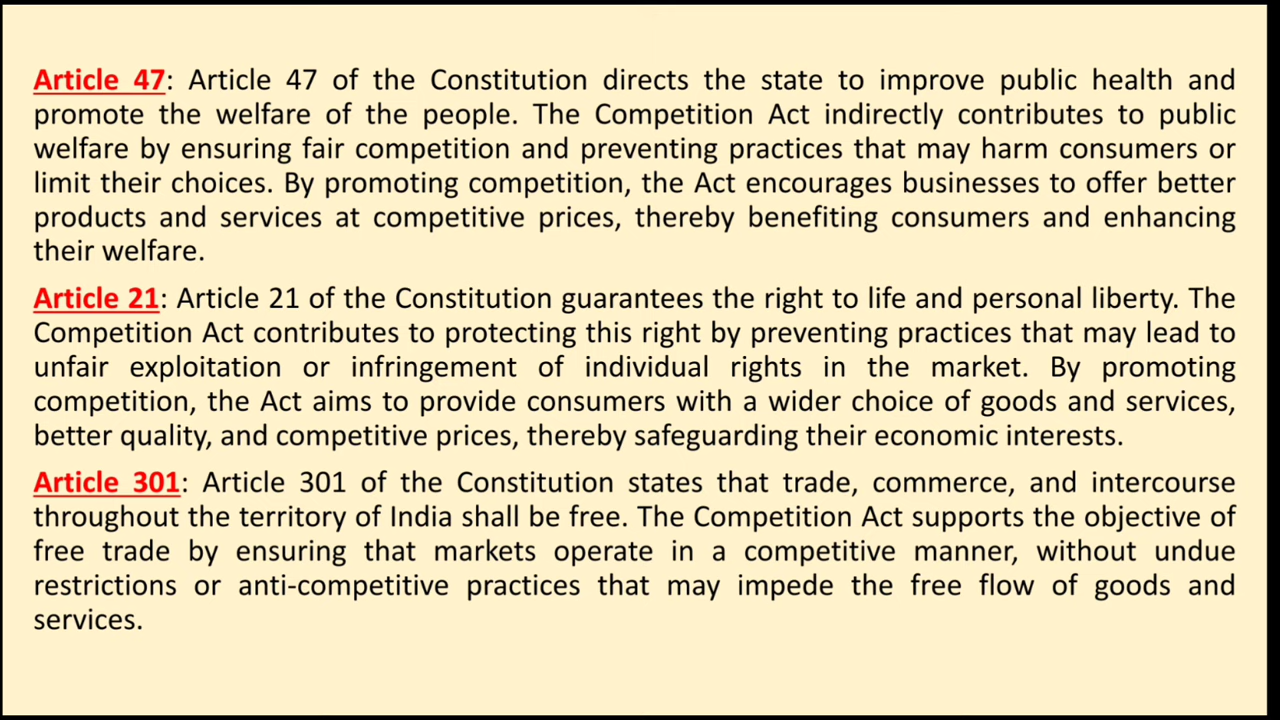 Article 47: Article 47 of the Constitution directs the state to improve public health and
promote the welfare of the people. The Competition Act indirectly contributes to public
welfare by ensuring fair competition and preventing practices that may harm consumers or
limit their choices. By promoting competition, the Act encourages businesses to offer better
products and services at competitive prices, thereby benefiting consumers and enhancing
their welfare.
Article 21: Article 21 of the Constitution guarantees the right to life and personal liberty. The
Competition Act contributes to protecting this right by preventing practices that may lead to
unfair exploitation or infringement of individual rights in the market. By promoting
competition, the Act aims to provide consumers with a wider choice of goods and services,
better quality, and competitive prices, thereby safeguarding their economic interests.
Article 301: Article 301 of the Constitution states that trade, commerce, and intercourse
throughout the territory of India shall be free. The Competition Act supports the objective of
free trade by ensuring that markets operate in a competitive manner, without undue
restrictions or anti-competitive practices that may impede the free flow of goods and
services.